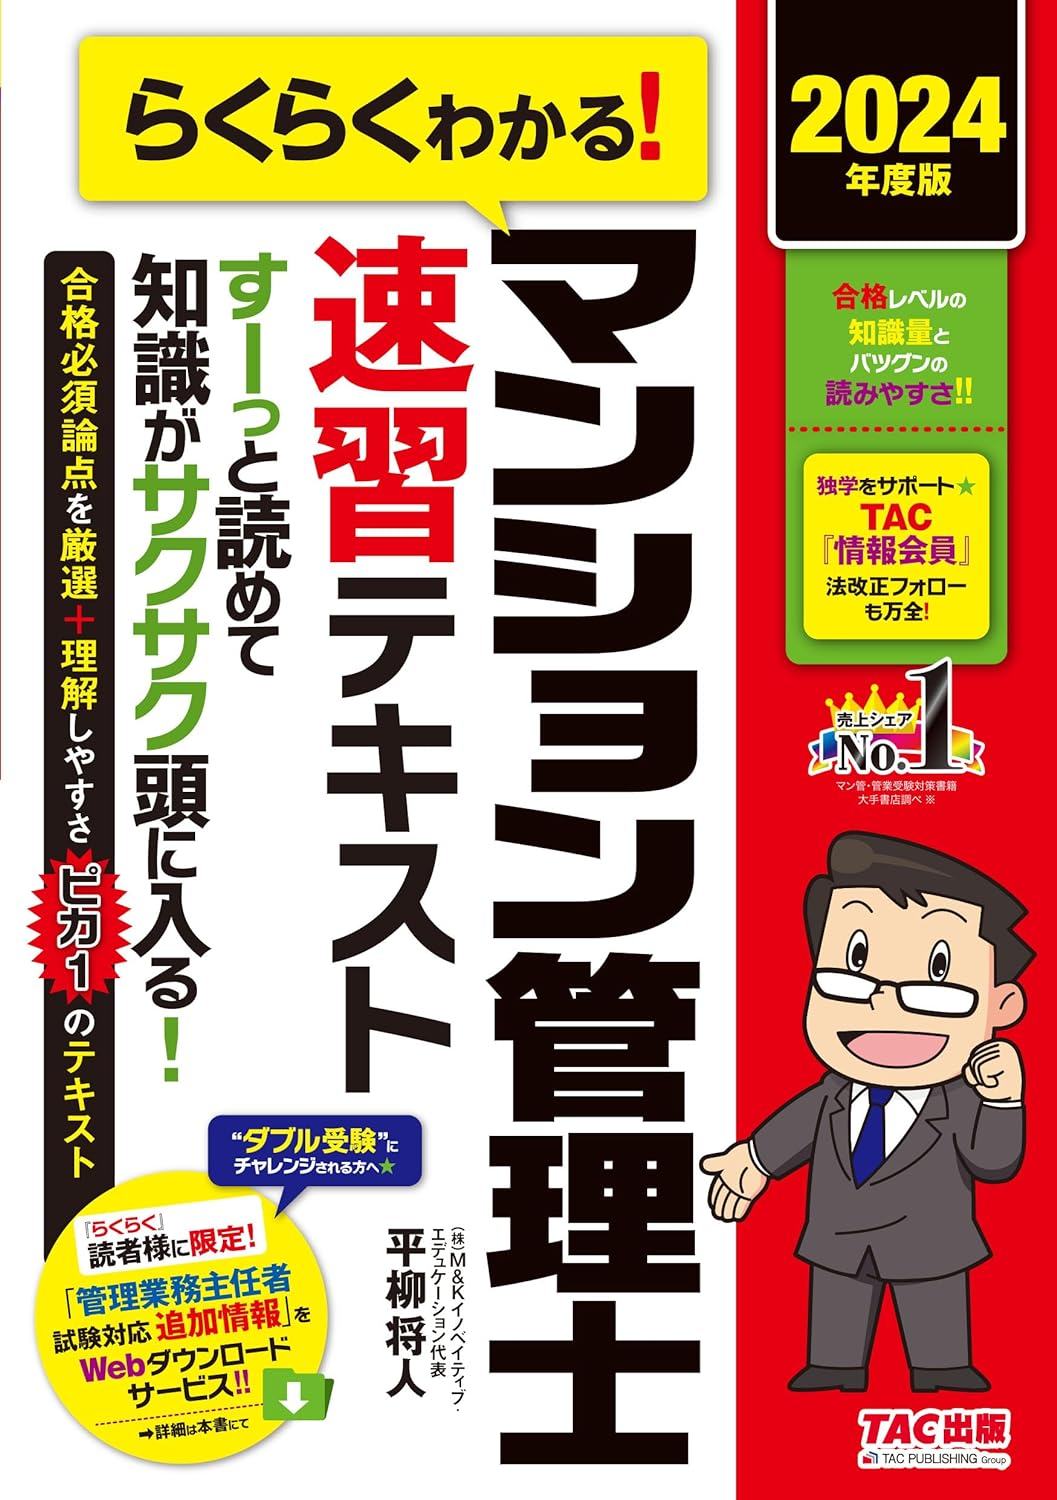 らくらくわかる!
マンション管理士
速習テキスト
すーっと読めて
知識がサクサク頭に入る!
合格必須論点を厳選+理解しやすさピカ1のテキスト
2024
年度版
合格レベルの
知識量と
バツグンの
読みやすさ!!
独学をサポート★
TAC
『情報会員』
法改正フォロー
も万全!
売上シェア
No.1
マン管・管業受験対策書籍
大手書店調べ ※
"ダブル受験"に
チャレンジされる方へ★
『らくらく』
読者様に限定!
「管理業務主任者
試験対応 追加情報」を
Webダウンロード
サービス!!
➡詳細は本書にて
(株)M&Kイノベイティブ・
エデュケーション代表
平柳 将人
TAC出版
TAC PUBLISHING Group